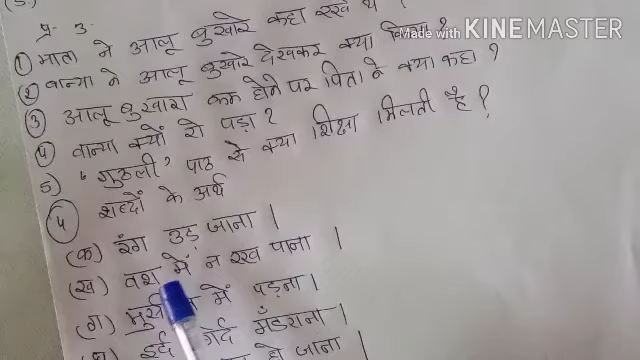 (5)
Made With KINEMASTER
प्र- 3.
① माता ने आलू बुखारे कहा रखे थे ?
② वान्या ने आलू बुखारे देखकर क्या किया ?
③ आलू बुखारा कम होने पर पिता ने क्या कहा ?
④ वान्या क्यों रो पड़ा ?
5) 'गुठली' पाठ से क्या शिक्षा मिलती है ?
④ शब्दों के अर्थ
(क) रंग उड़ जाना ।
(ख) वश में न रख पाना ।
(ग) में पड़ना ।
इर्द गेर्द मँडराना ।
हो जाना ।